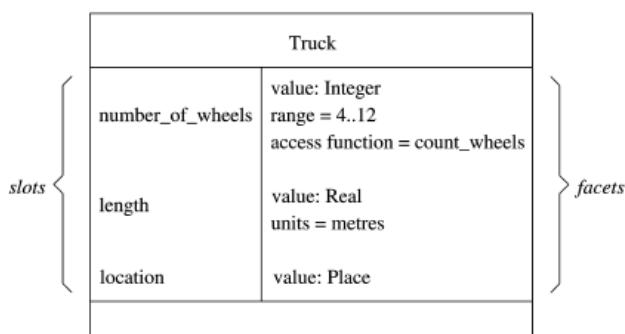 Truck
value: Integer
number_of_wheels
range = 4..12
access function = count_wheels
slots
facets
length
value: Real
units = metres
location
value: Place